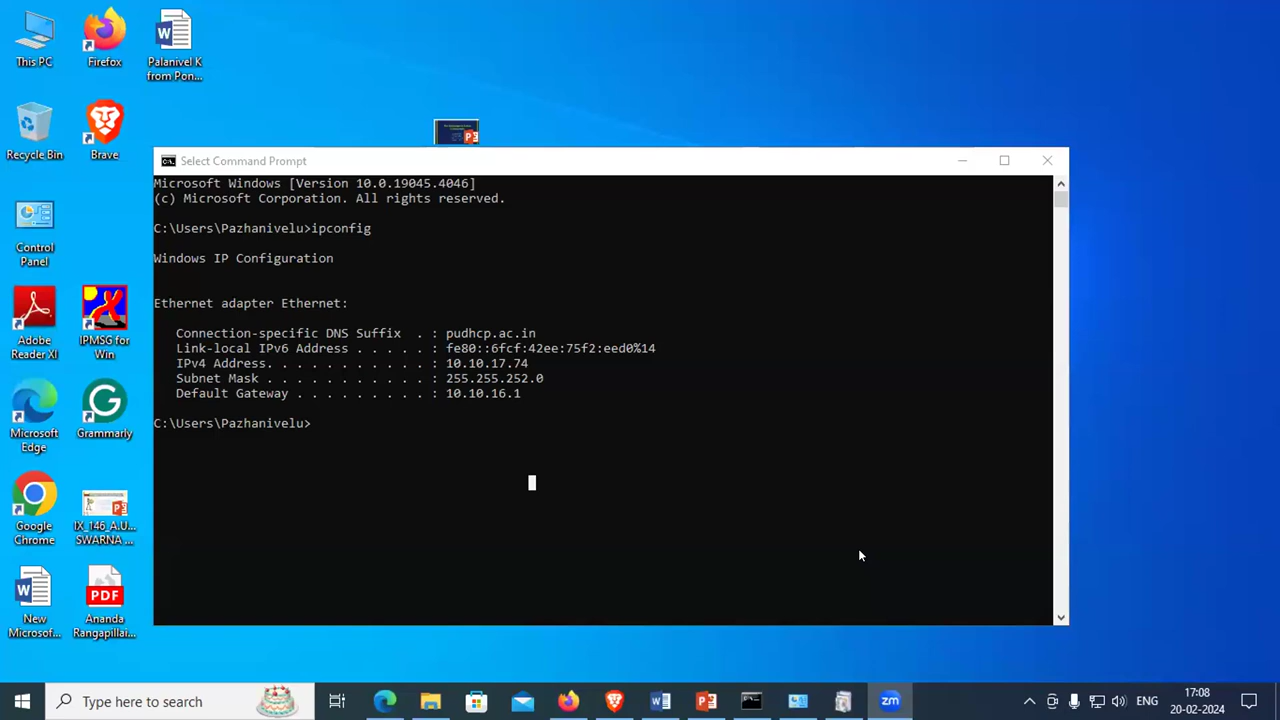 This PC
Firefox
Palanivel K
from Pon...
Recycle Bin
Brave
Control
Panel
Adobe
Reader XI
IPMSG for
Win
Microsoft
Edge
Grammarly
Google
Chrome
IX_146_A.U...
SWARNA ...
New
Microsof...
PDF
Ananda
Rangapillai...
Select Command Prompt
Microsoft Windows [Version 10.0.19045.4046]
(c) Microsoft Corporation. All rights reserved.
C:\Users\Pazhanivelu>ipconfig
Windows IP Configuration
Ethernet adapter Ethernet:
Connection-specific DNS Suffix . : pudhcp.ac.in
Link-local IPv6 Address . . . . . : fe80::6fcf:42ee:75f2:eed0%14
IPv4 Address. . . . . . . . . . . : 10.10.17.74
Subnet Mask . . . . . . . . . . . : 255.255.252.0
Default Gateway . . . . . . . . . : 10.10.16.1
C:\Users\Pazhanivelu>
Type here to search
zm
ENG
17:08
20-02-2024